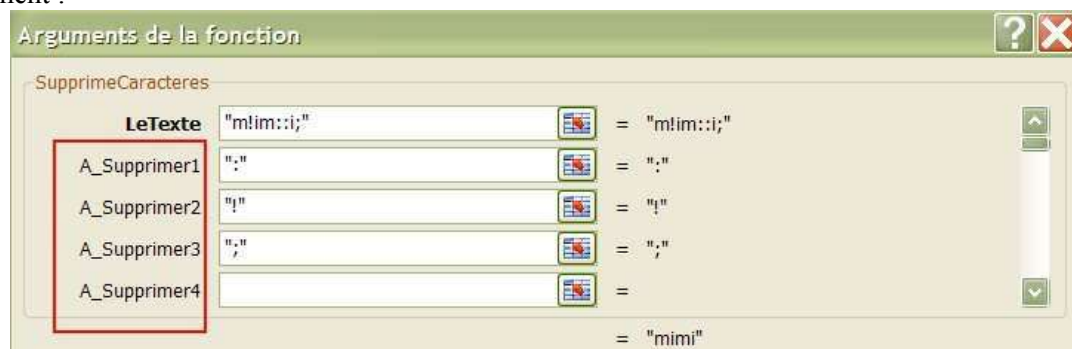 Arguments de la fonction
SupprimeCaracteres
LeTexte "m!im::i;" = "m!im::i;"
A_Supprimer1 ":" = ":"
A_Supprimer2 "!" = "!"
A_Supprimer3 ";" = ";"
A_Supprimer4 =
= "mimi"